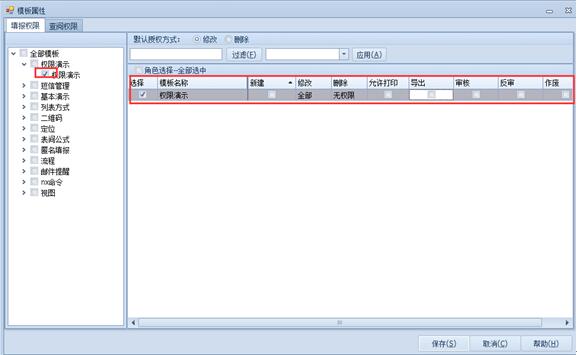 模板属性
填报权限 查阅权限
默认授权方式： 修改 删除
过滤(F) 应用(A)
角色选择--全部选中
选择 模板名称 新建 修改 删除 允许打印 导出 审核 反审 作废
权限演示 全部 无权限
全部模板
权限演示
权限演示
短信管理
基本演示
列表方式
二维码
定位
表间公式
匿名填报
流程
邮件提醒
nx命令
视图
保存(S) 取消(C) 帮助(H)